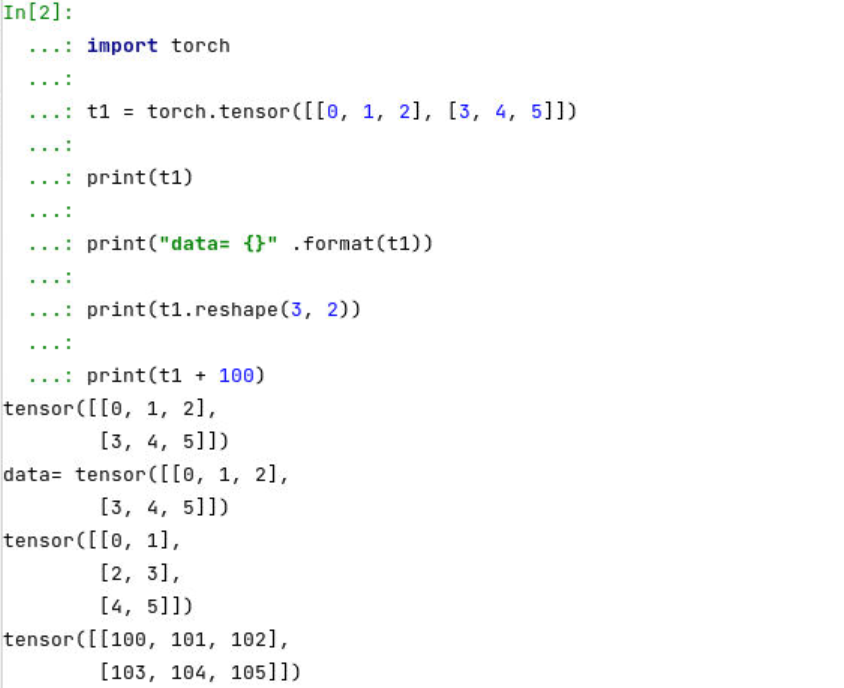 In[2]:
...: import torch
...:
...: t1 = torch.tensor([[0, 1, 2], [3, 4, 5]])
...:
...: print(t1)
...:
...: print("data= {}" .format(t1))
...:
...: print(t1.reshape(3, 2))
...:
...: print(t1 + 100)
tensor([[0, 1, 2],
        [3, 4, 5]])
data= tensor([[0, 1, 2],
        [3, 4, 5]])
tensor([[0, 1],
        [2, 3],
        [4, 5]])
tensor([[100, 101, 102],
        [103, 104, 105]])